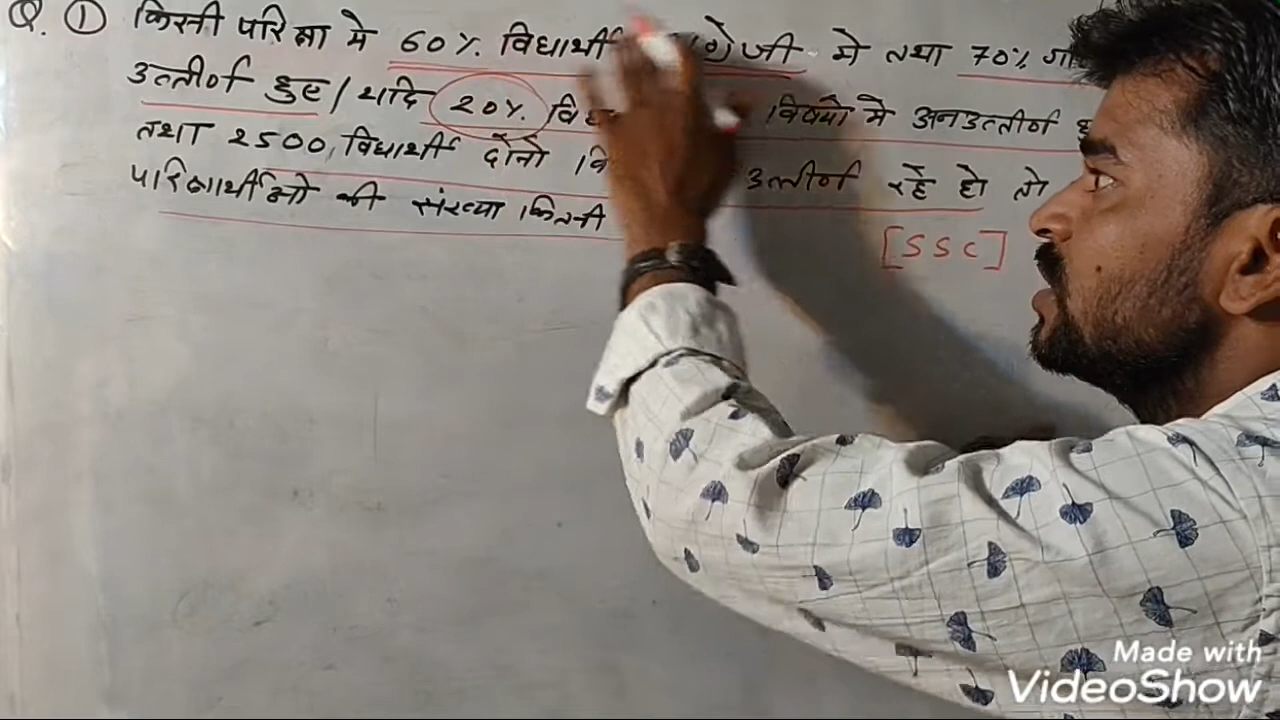 Q. ① किसी परिक्षा मे 60%. विद्यार्थी में तथा 70%
उत्तीर्ण हुए / यदि 20%. विषयो मे अनउत्तीर्ण
तथा 2500, विद्यार्थी दोनो उत्तीर्ण रहे हो तो
परिक्षार्थीओ की संख्या कितनी
[SSC]
Made with
VideoShow